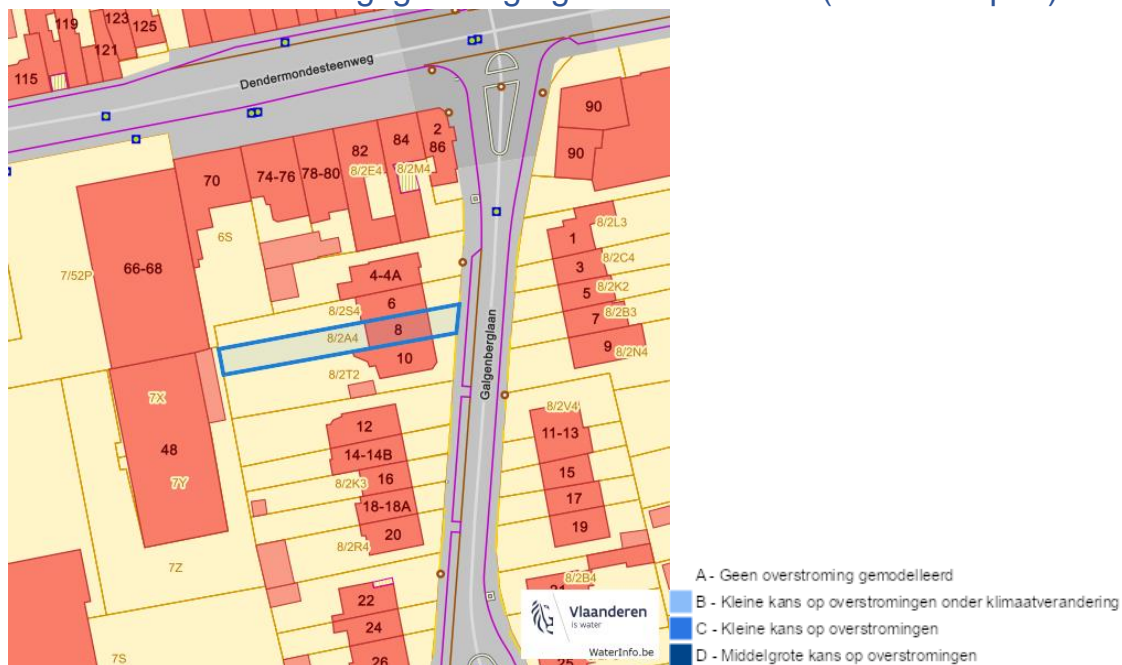 119
123
125
121
115
Dendermondesteenweg
90
90
2
86
84
82
8/2E4
8/2M4
78-80
74-76
70
6S
66-68
7/52P
8/2L3
1
8/2C4
3
5
8/2K2
7
8/2B3
9
8/2N4
4-4A
6
8/2S4
8
8/2A4
10
8/2T2
Galgenberglaan
7X
48
7Y
12
14-14B
8/2K3
16
18-18A
20
8/2R4
8/2V4
11-13
15
17
19
7Z
22
24
26
7S
8/2B4
25
Vlaanderen
is water
WaterInfo.be
A - Geen overstroming gemodelleerd
B - Kleine kans op overstromingen onder klimaatverandering
C - Kleine kans op overstromingen
D - Middelgrote kans op overstromingen